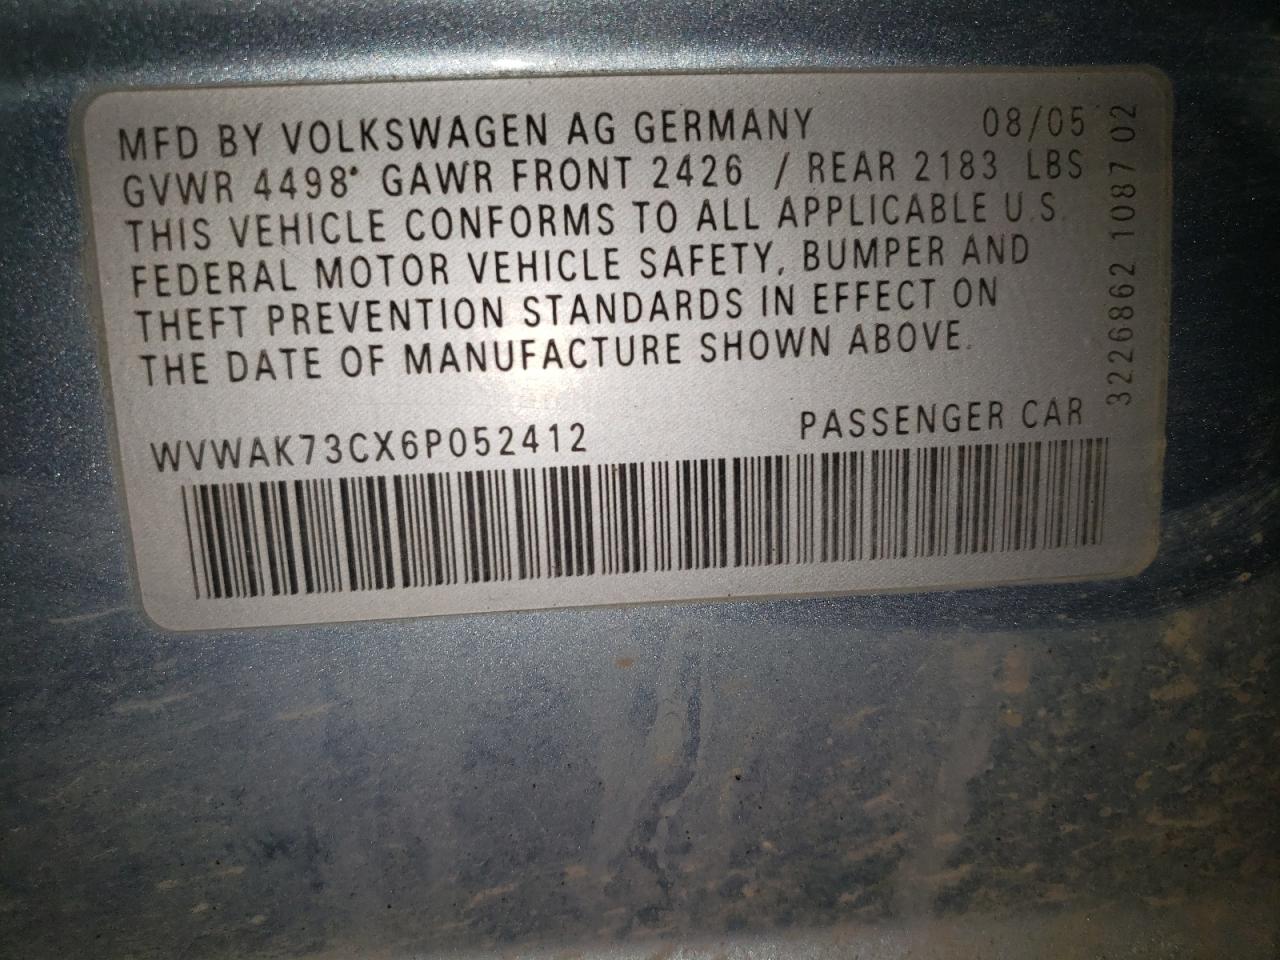 MFD BY VOLKSWAGEN AG GERMANY 08/05
GVWR 4498 GAWR FRONT 2426 / REAR 2183 LBS
THIS VEHICLE CONFORMS TO ALL APPLICABLE U.S.
FEDERAL MOTOR VEHICLE SAFETY, BUMPER AND
THEFT PREVENTION STANDARDS IN EFFECT ON
THE DATE OF MANUFACTURE SHOWN ABOVE.
WVWAK73CX6P052412 PASSENGER CAR
3226862 1087 02